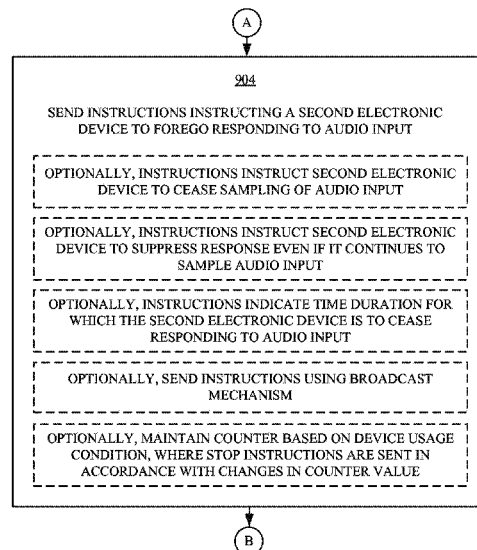 A
904
SEND INSTRUCTIONS INSTRUCTING A SECOND ELECTRONIC
DEVICE TO FOREGO RESPONDING TO AUDIO INPUT
OPTIONALLY, INSTRUCTIONS INSTRUCT SECOND ELECTRONIC
DEVICE TO CEASE SAMPLING OF AUDIO INPUT
OPTIONALLY, INSTRUCTIONS INSTRUCT SECOND ELECTRONIC
DEVICE TO SUPPRESS RESPONSE EVEN IF IT CONTINUES TO
SAMPLE AUDIO INPUT
OPTIONALLY, INSTRUCTIONS INDICATE TIME DURATION FOR
WHICH THE SECOND ELECTRONIC DEVICE IS TO CEASE
RESPONDING TO AUDIO INPUT
OPTIONALLY, SEND INSTRUCTIONS USING BROADCAST
MECHANISM
OPTIONALLY, MAINTAIN COUNTER BASED ON DEVICE USAGE
CONDITION, WHERE STOP INSTRUCTIONS ARE SENT IN
ACCORDANCE WITH CHANGES IN COUNTER VALUE
B